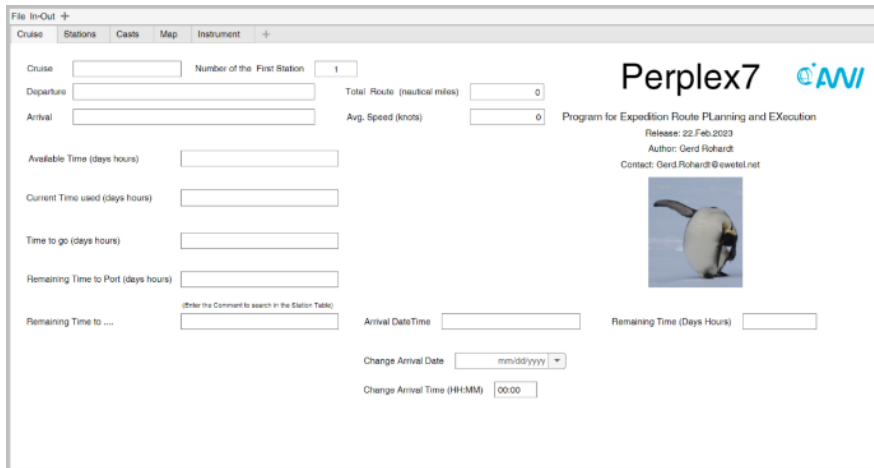 File In-Out +
Cruise Stations Casts Map Instrument +
Cruise Number of the First Station 1
Perplex7 AWI
Departure Total Route (nautical miles) 0
Arrival Avg. Speed (knots) 0
Program for Expedition Route PLanning and EXecution
Release: 22.Feb.2023
Author: Gerd Rohardt
Contact: Gerd.Rohardt@ewetel.net
Available Time (days hours)
Current Time used (days hours)
Time to go (days hours)
Remaining Time to Port (days hours)
(Enter the Comment to search in the Station Table)
Remaining Time to .... Arrival DateTime Remaining Time (Days Hours)
Change Arrival Date mm/dd/yyyy
Change Arrival Time (HH:MM) 00:00